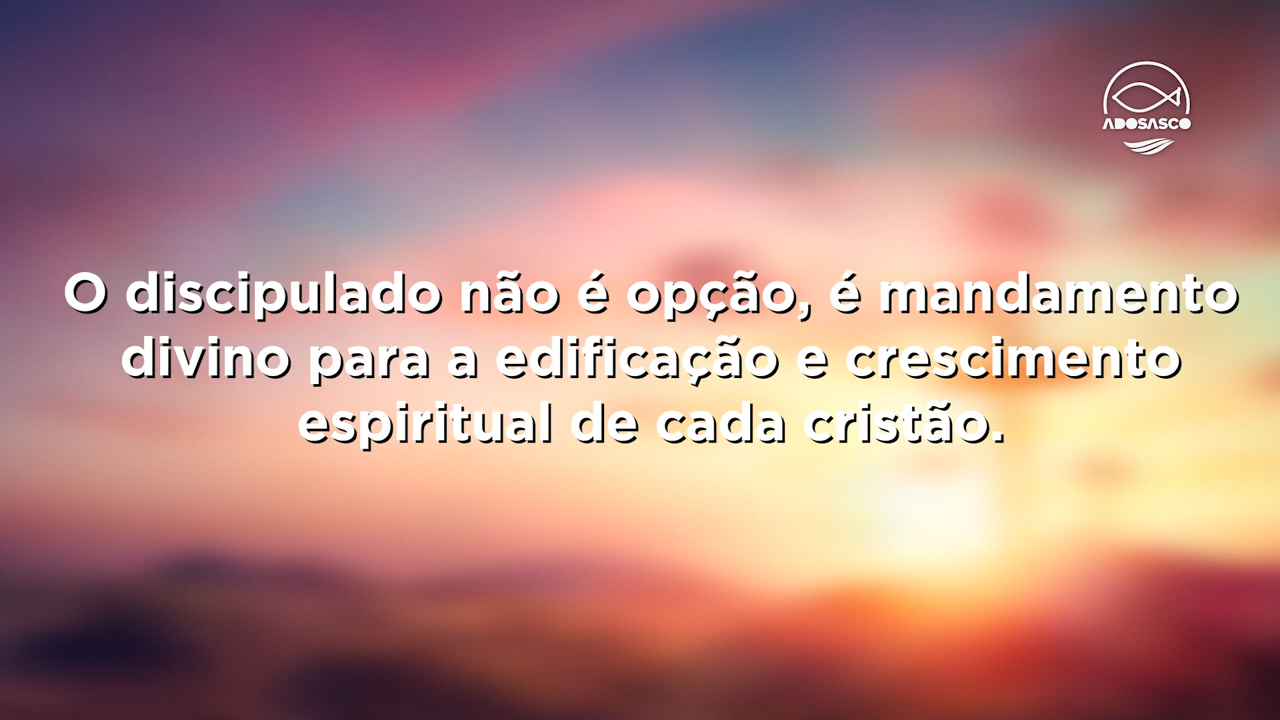 ADOSASCO
O discipulado não é opção, é mandamento
divino para a edificação e crescimento
espiritual de cada cristão.